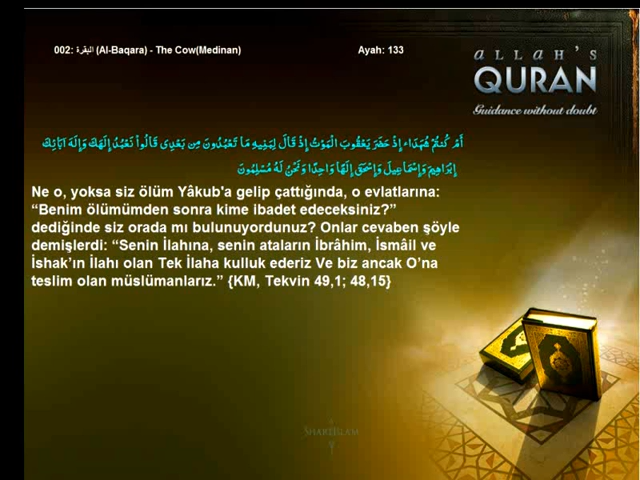 002: البقرة (Al-Baqara) - The Cow(Medinan) Ayah: 133
ALLAH'S
QURAN
Guidance without doubt
أَمْ كُنتُمْ شُهَدَاءَ إِذْ حَضَرَ يَعْقُوبَ الْمَوْتُ إِذْ قَالَ لِبَنِيهِ مَا تَعْبُدُونَ مِن بَعْدِي قَالُواْ نَعْبُدُ إِلَهَكَ وَإِلَهَ آبَائِكَ
إِبْرَاهِيمَ وَإِسْمَاعِيلَ وَإِسْحَقَ إِلَهًا وَاحِدًا وَنَحْنُ لَهُ مُسْلِمُونَ
Ne o, yoksa siz ölüm Yâkub'a gelip çattığında, o evlatlarına:
“Benim ölümümden sonra kime ibadet edeceksiniz?”
dediğinde siz orada mı bulunuyordunuz? Onlar cevaben şöyle
demişlerdi: “Senin İlahına, senin ataların İbrâhim, İsmâil ve
İshak’ın İlahı olan Tek İlaha kulluk ederiz Ve biz ancak O’na
teslim olan müslümanlarız.” {KM, Tekvin 49,1; 48,15}